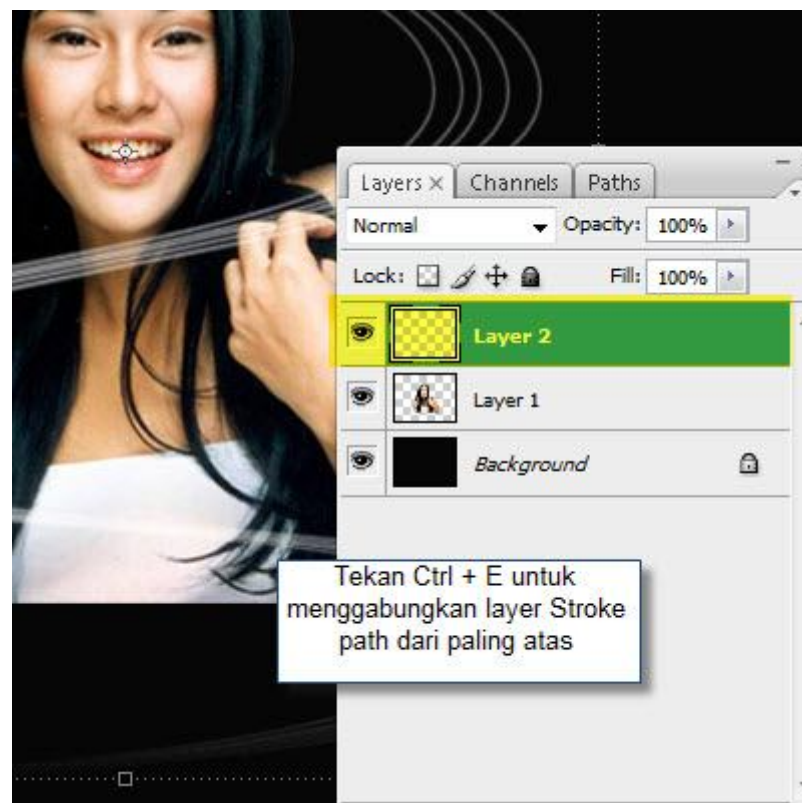 Layers × Channels Paths
Normal Opacity: 100%
Lock: Fill: 100%
Layer 2
Layer 1
Background
Tekan Ctrl + E untuk
menggabungkan layer Stroke
path dari paling atas